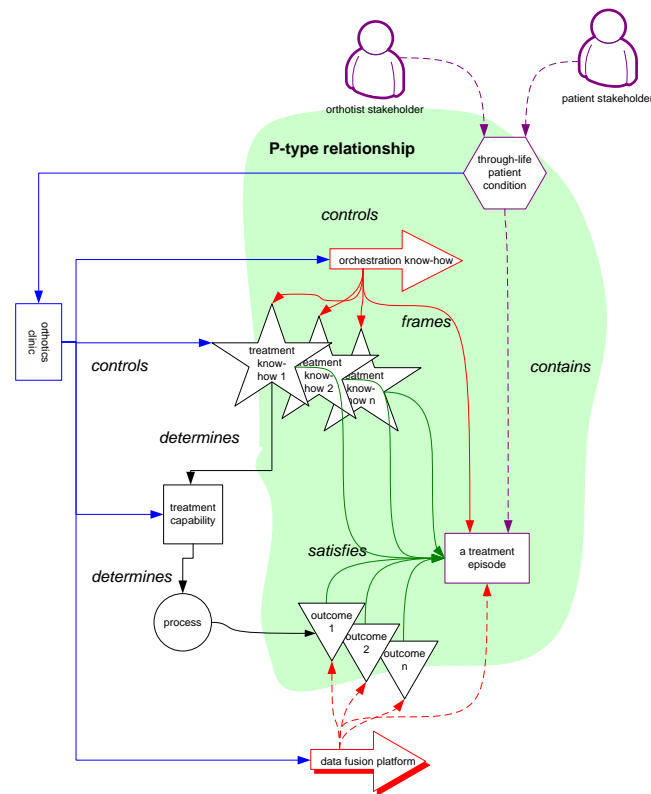 orthotist stakeholder
patient stakeholder
P-type relationship
through-life
patient
condition
controls
orchestration know-how
frames
orthotics
clinic
controls
treatment
know-
how 1
treatment
know-
how 2
treatment
know-
how n
contains
determines
treatment
capability
satisfies
a treatment
episode
determines
process
outcome
1
outcome
2
outcome
n
data fusion platform